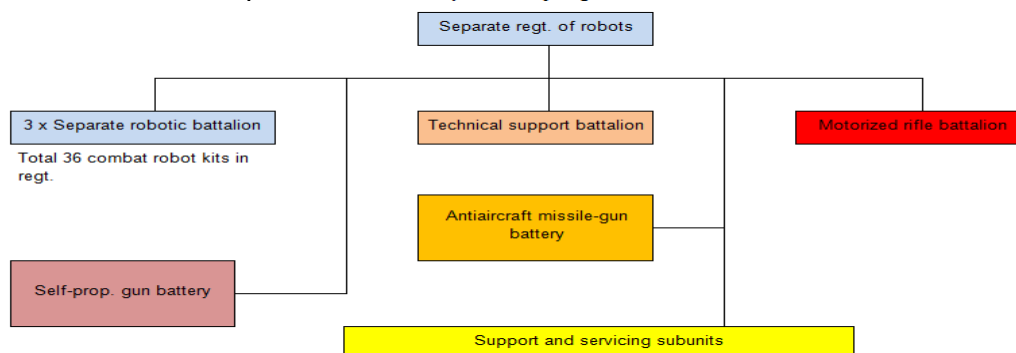 Separate regt. of robots
3 x Separate robotic battalion
Technical support battalion
Motorized rifle battalion
Total 36 combat robot kits in
regt.
Antiaircraft missile-gun
battery
Self-prop. gun battery
Support and servicing subunits